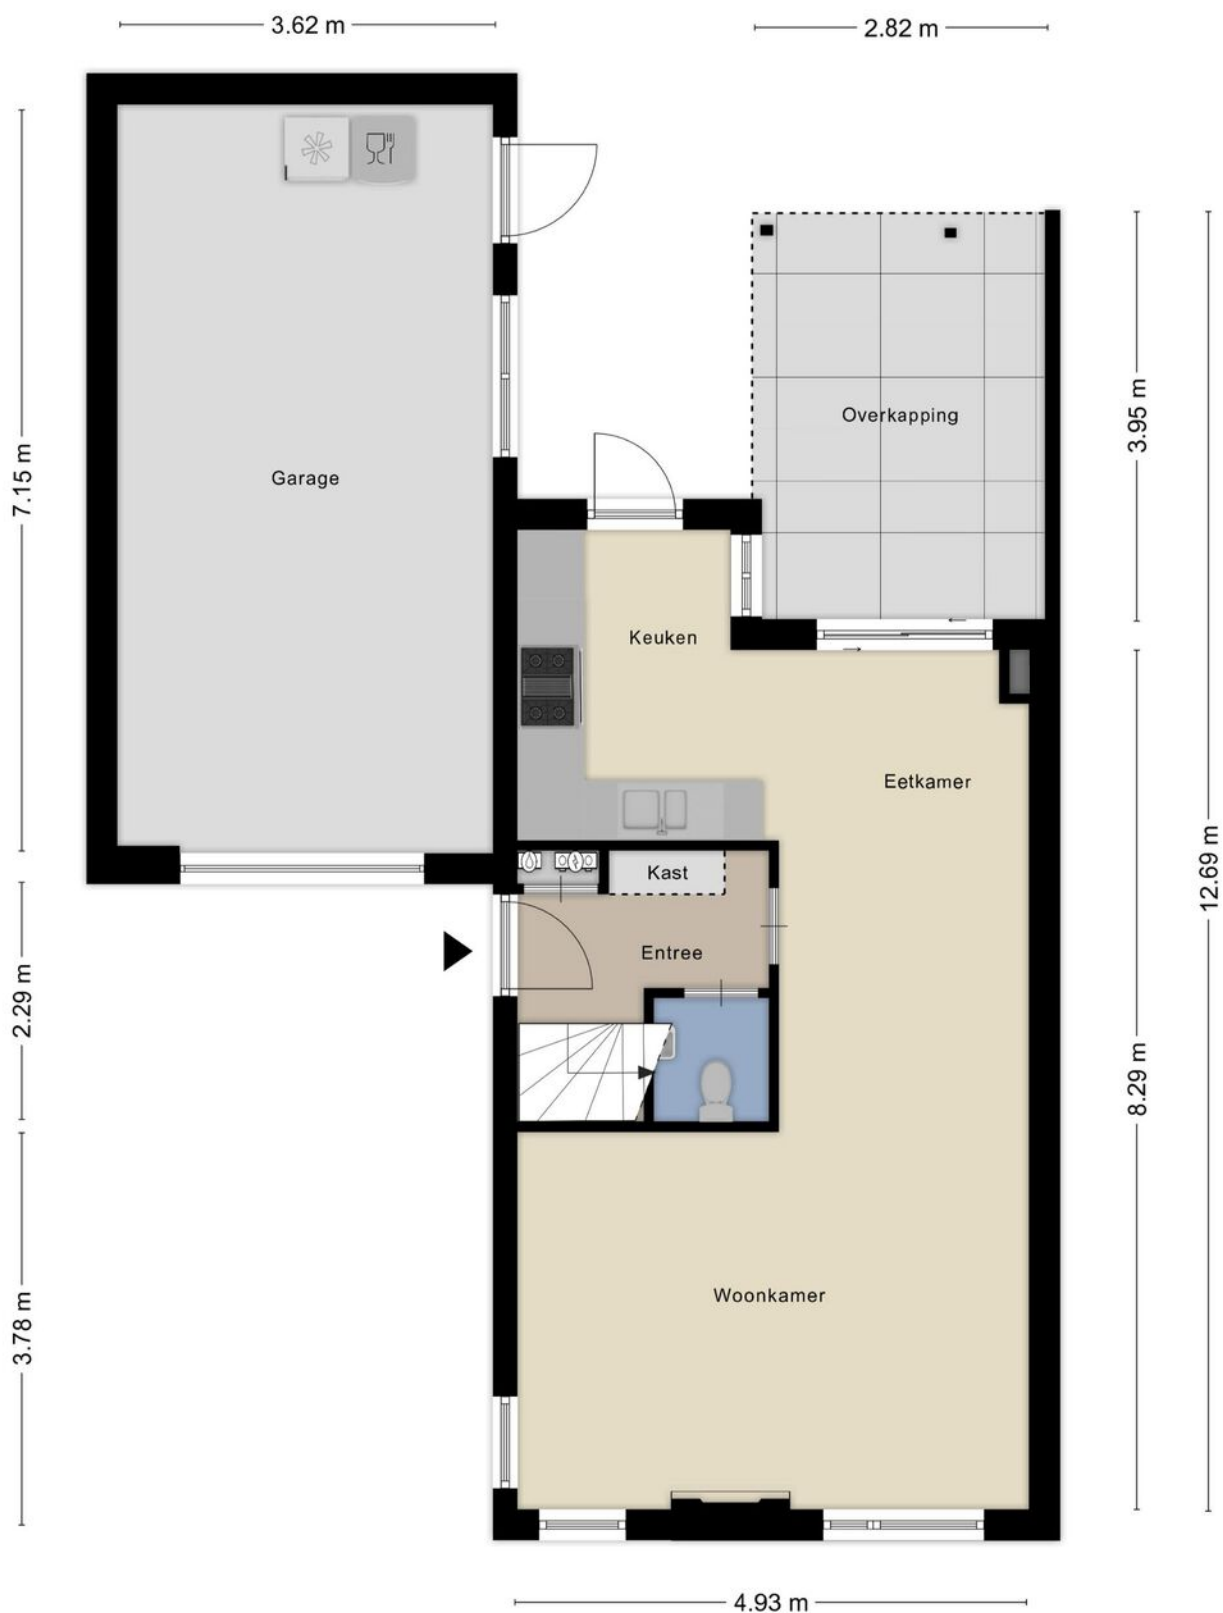 3.62 m
2.82 m
Overkapping
3.95 m
7.15 m
Garage
Keuken
Eetkamer
12.69 m
Kast
Entree
2.29 m
8.29 m
Woonkamer
3.78 m
4.93 m